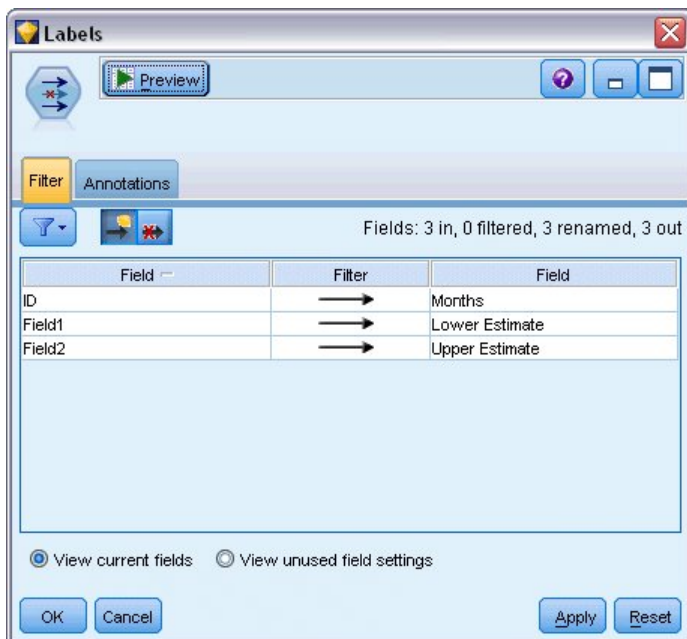 Labels
Preview
Filter Annotations
Fields: 3 in, 0 filtered, 3 renamed, 3 out
Field Filter Field
ID Months
Field1 Lower Estimate
Field2 Upper Estimate
View current fields View unused field settings
OK Cancel Apply Reset